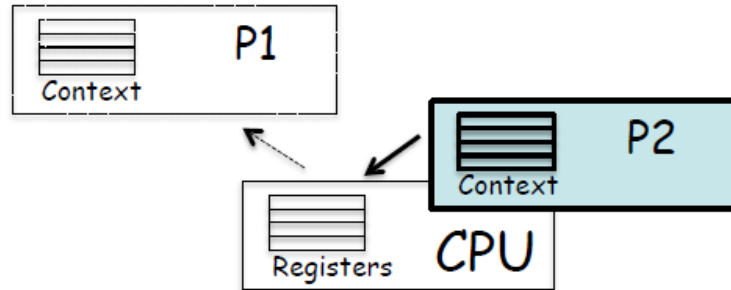 P1
Context
P2
Context
CPU
Registers